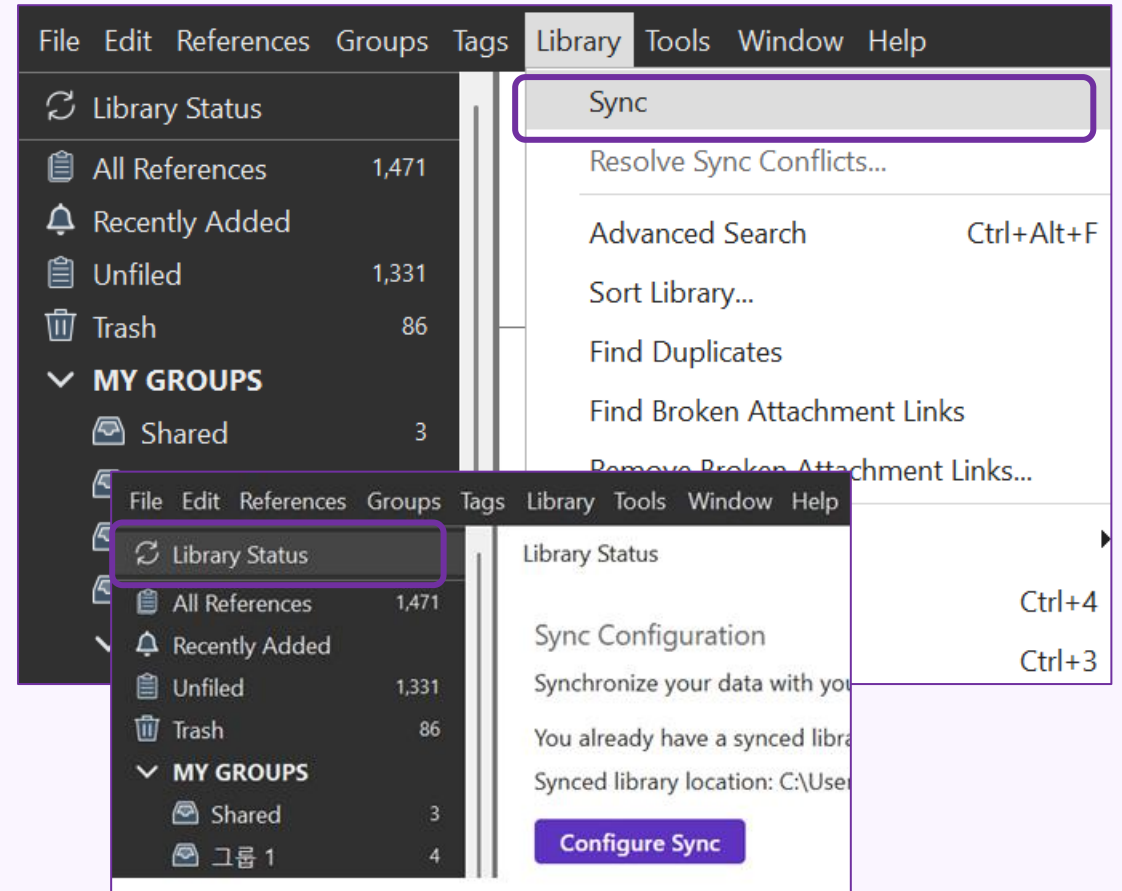 File Edit References Groups Tags Library Tools Window Help
Library Status
All References 1,471
Recently Added
Unfiled 1,331
Trash 86
MY GROUPS
Shared 3
Sync
Resolve Sync Conflicts...
Advanced Search Ctrl+Alt+F
Sort Library...
Find Duplicates
Find Broken Attachment Links
Remove Broken Attachment Links...
Ctrl+4
Ctrl+3
File Edit References Groups Tags Library Tools Window Help
Library Status
All References 1,471
Recently Added
Unfiled 1,331
Trash 86
MY GROUPS
Shared 3
그룹 1 4
Library Status
Sync Configuration
Synchronize your data with
You already have a synced
Synced library location:
Configure Sync